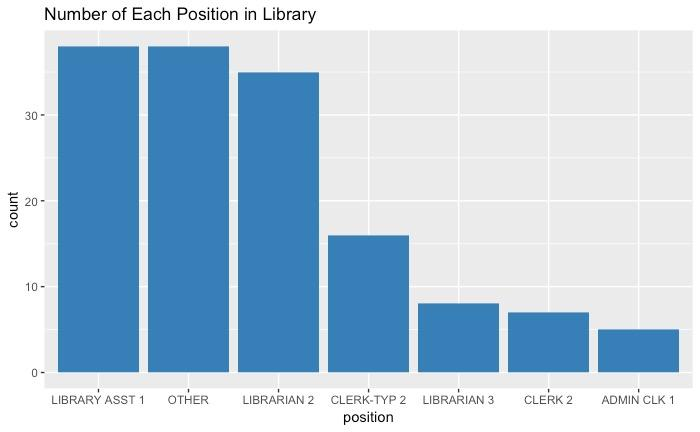 Number of Each Position in Library
count
30
20
10
0
LIBRARY ASST 1 OTHER LIBRARIAN 2 CLERK-TYP 2 LIBRARIAN 3 CLERK 2 ADMIN CLK 1
position